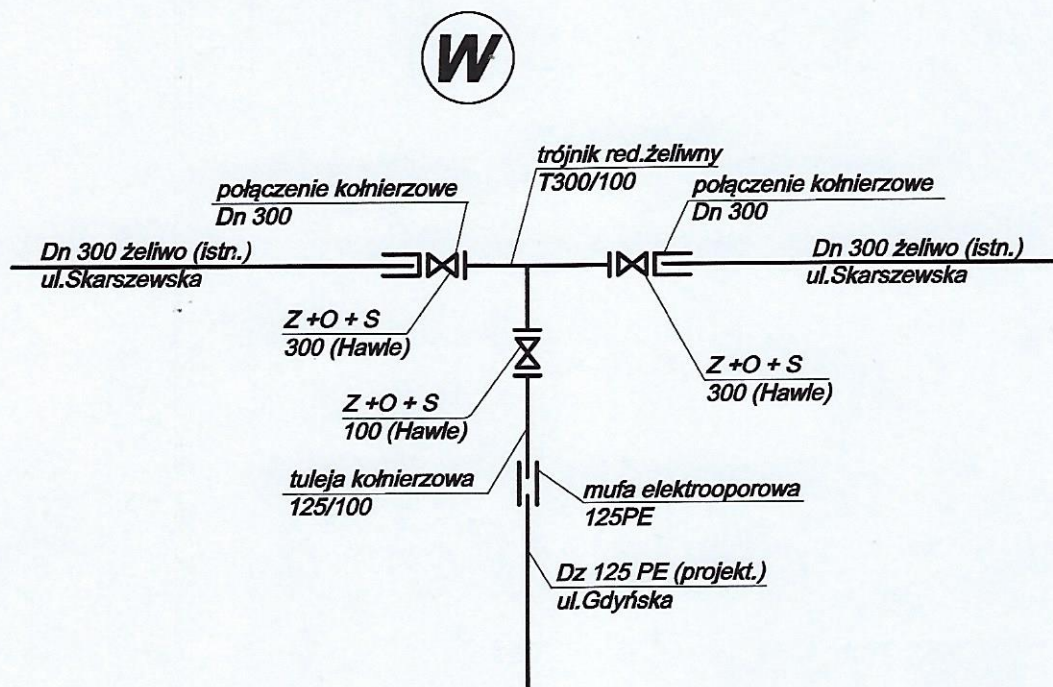 W
trójnik red.żeliwny
T300/100
połączenie kołnierzowe
Dn 300
połączenie kołnierzowe
Dn 300
Dn 300 żeliwo (istn.)
ul.Skarszewska
Dn 300 żeliwo (istn.)
ul.Skarszewska
Z +O + S
300 (Hawle)
Z +O + S
300 (Hawle)
Z +O + S
100 (Hawle)
tuleja kołnierzowa
125/100
mufa elektrooporowa
125PE
Dz 125 PE (projekt.)
ul.Gdyńska